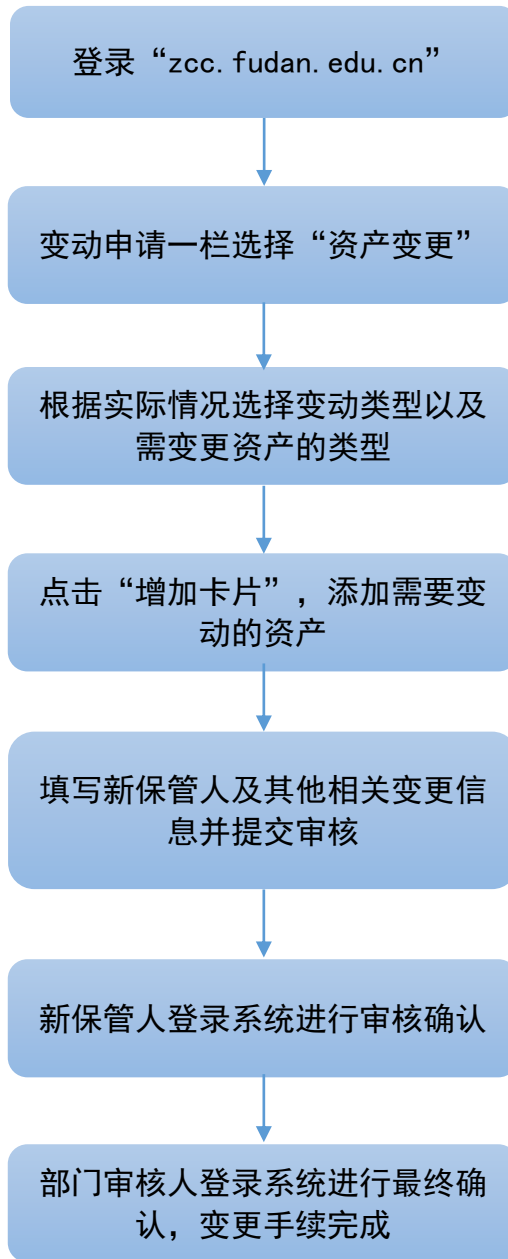 登录“zcc.fudan.edu.cn”
变动申请一栏选择“资产变更”
根据实际情况选择变动类型以及
需变更资产的类型
点击“增加卡片”，添加需要变
动的资产
填写新保管人及其他相关变更信
息并提交审核
新保管人登录系统进行审核确认
部门审核人登录系统进行最终确
认，变更手续完成